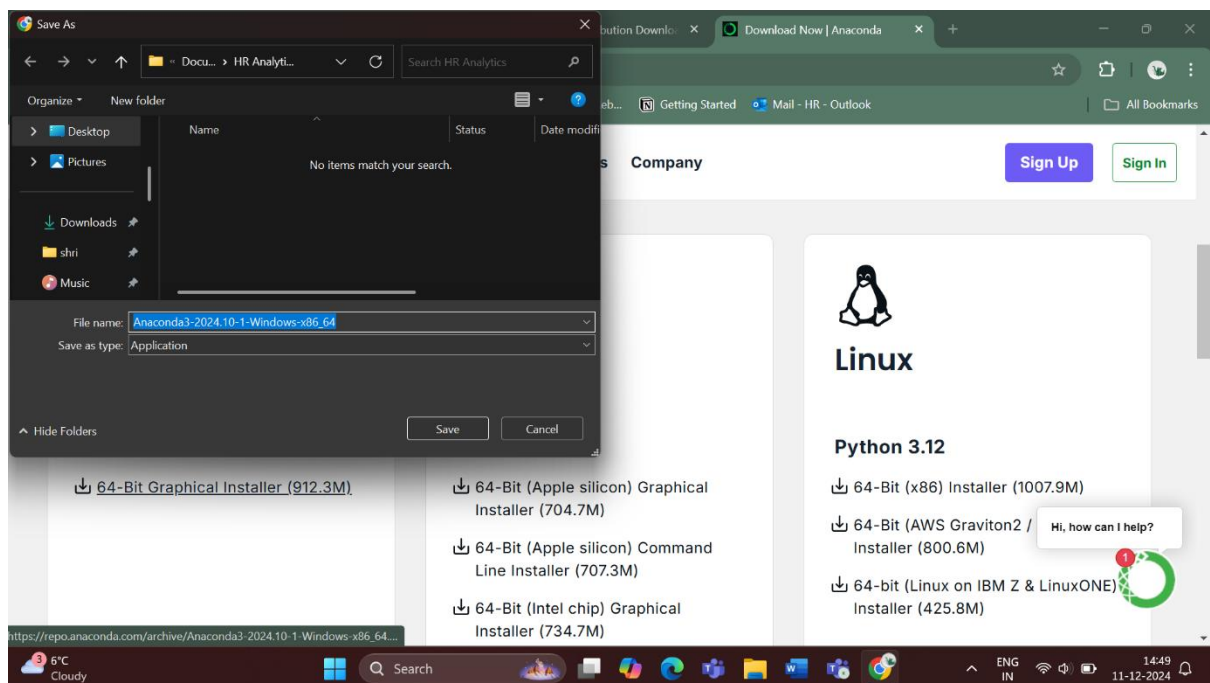 Save As
bution Downlo
Download Now | Anaconda
Docu... › HR Analyti...
Search HR Analytics
eb...
Getting Started
Mail - HR - Outlook
All Bookmarks
Organize
New folder
Name
Status
Date modifi
Desktop
No items match your search.
Pictures
s
Company
Sign Up
Sign In
Downloads
shri
Music
File name:
Anaconda3-2024.10-1-Windows-x86_64
Save as type:
Application
Hide Folders
Save
Cancel
64-Bit Graphical Installer (912.3M)
64-Bit (Apple silicon) Graphical
Installer (704.7M)
64-Bit (Apple silicon) Command
Line Installer (707.3M)
64-Bit (Intel chip) Graphical
Installer (734.7M)
Linux
Python 3.12
64-Bit (x86) Installer (1007.9M)
64-Bit (AWS Graviton2 /
Installer (800.6M)
64-bit (Linux on IBM Z & LinuxONE)
Installer (425.8M)
Hi, how can I help?
1
https://repo.anaconda.com/archive/Anaconda3-2024.10-1-Windows-x86_64....
3
6°C
Cloudy
Search
ENG
IN
14:49
11-12-2024